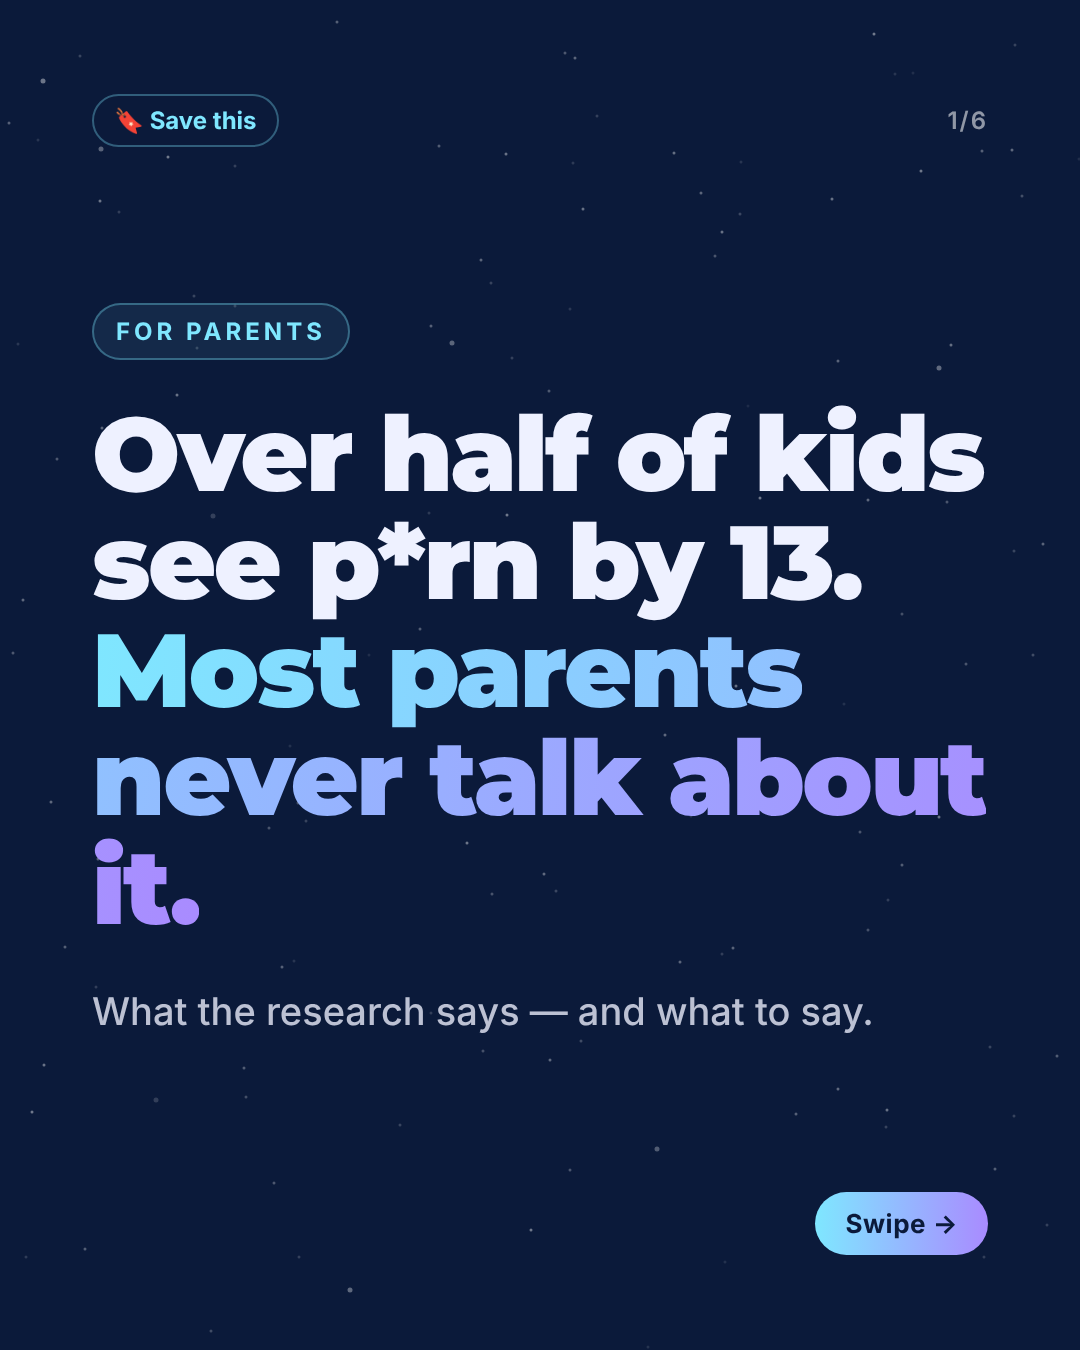 🔖 Save this
1/6
FOR PARENTS
Over half of kids
see p*rn by 13.
Most parents
never talk about
it.
What the research says — and what to say.
Swipe →